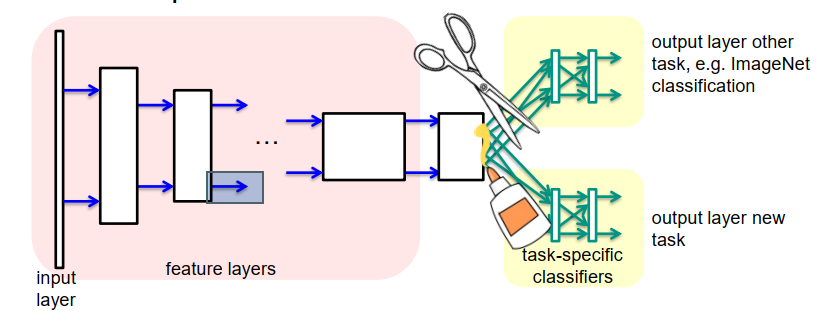 output layer other
task, e.g. ImageNet
classification
...
input
layer
feature layers
task-specific
classifiers
output layer new
task